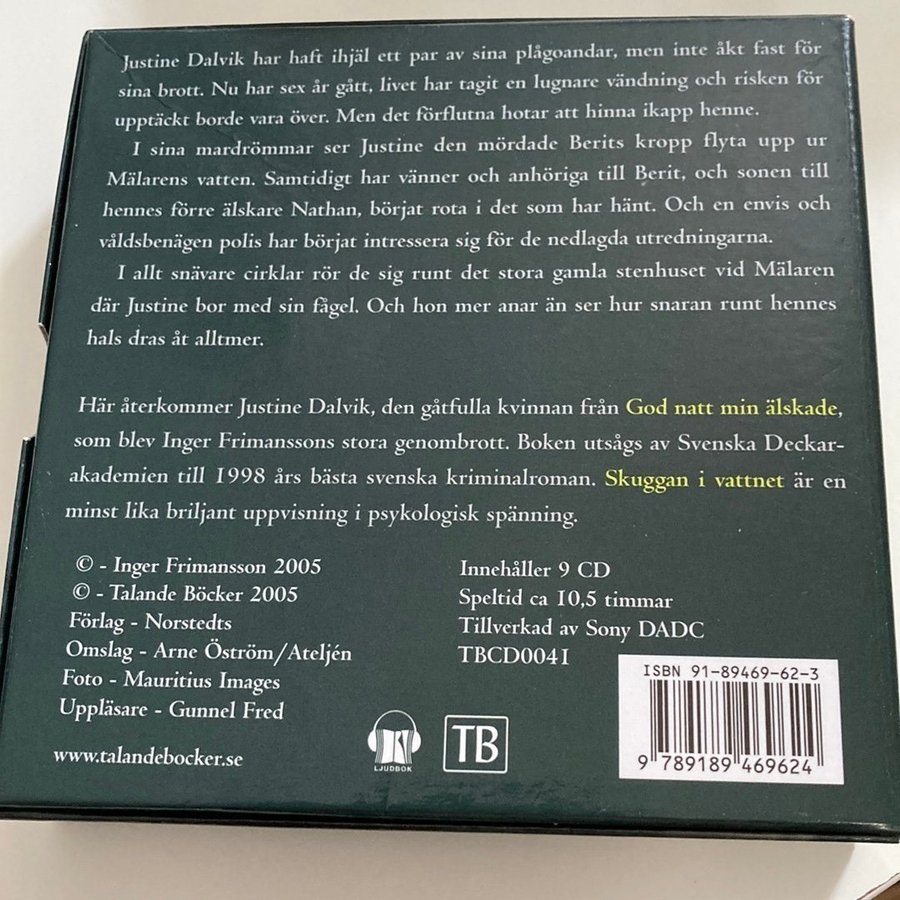 Justine Dalvik har haft ihjäl ett par av sina plågoandar, men inte åkt fast för
sina brott. Nu har sex år gått, livet har tagit en lugnare vändning och risken för
upptäckt borde vara över. Men det förflutna hotar att hinna ikapp henne.
I sina mardrömmar ser Justine den mördade Berits kropp flyta upp ur
Mälarens vatten. Samtidigt har vänner och anhöriga till Berit, och sonen till
hennes förre älskare Nathan, börjat rota i det som har hänt. Och en envis och
våldsbenägen polis har börjat intressera sig för de nedlagda utredningarna.
I allt snävare cirklar rör de sig runt det stora gamla stenhuset vid Mälaren
där Justine bor med sin fågel. Och hon mer anar än ser hur snaran runt hennes
hals dras åt alltmer.
Här återkommer Justine Dalvik, den gåtfulla kvinnan från God natt min älskade,
som blev Inger Frimanssons stora genombrott. Boken utsågs av Svenska Deckar-
akademien till 1998 års bästa svenska kriminalroman. Skuggan i vattnet är en
minst lika briljant uppvisning i psykologisk spänning.
© - Inger Frimansson 2005
© - Talande Böcker 2005
Förlag - Norstedts
Omslag - Arne Öström/Ateljén
Foto - Mauritius Images
Uppläsare - Gunnel Fred
www.talandebocker.se
Innehåller 9 CD
Speltid ca 10,5 timmar
Tillverkad av Sony DADC
TBCD0041
LJUDBOK
TB
ISBN 91-89469-62-3
9 789189 469624